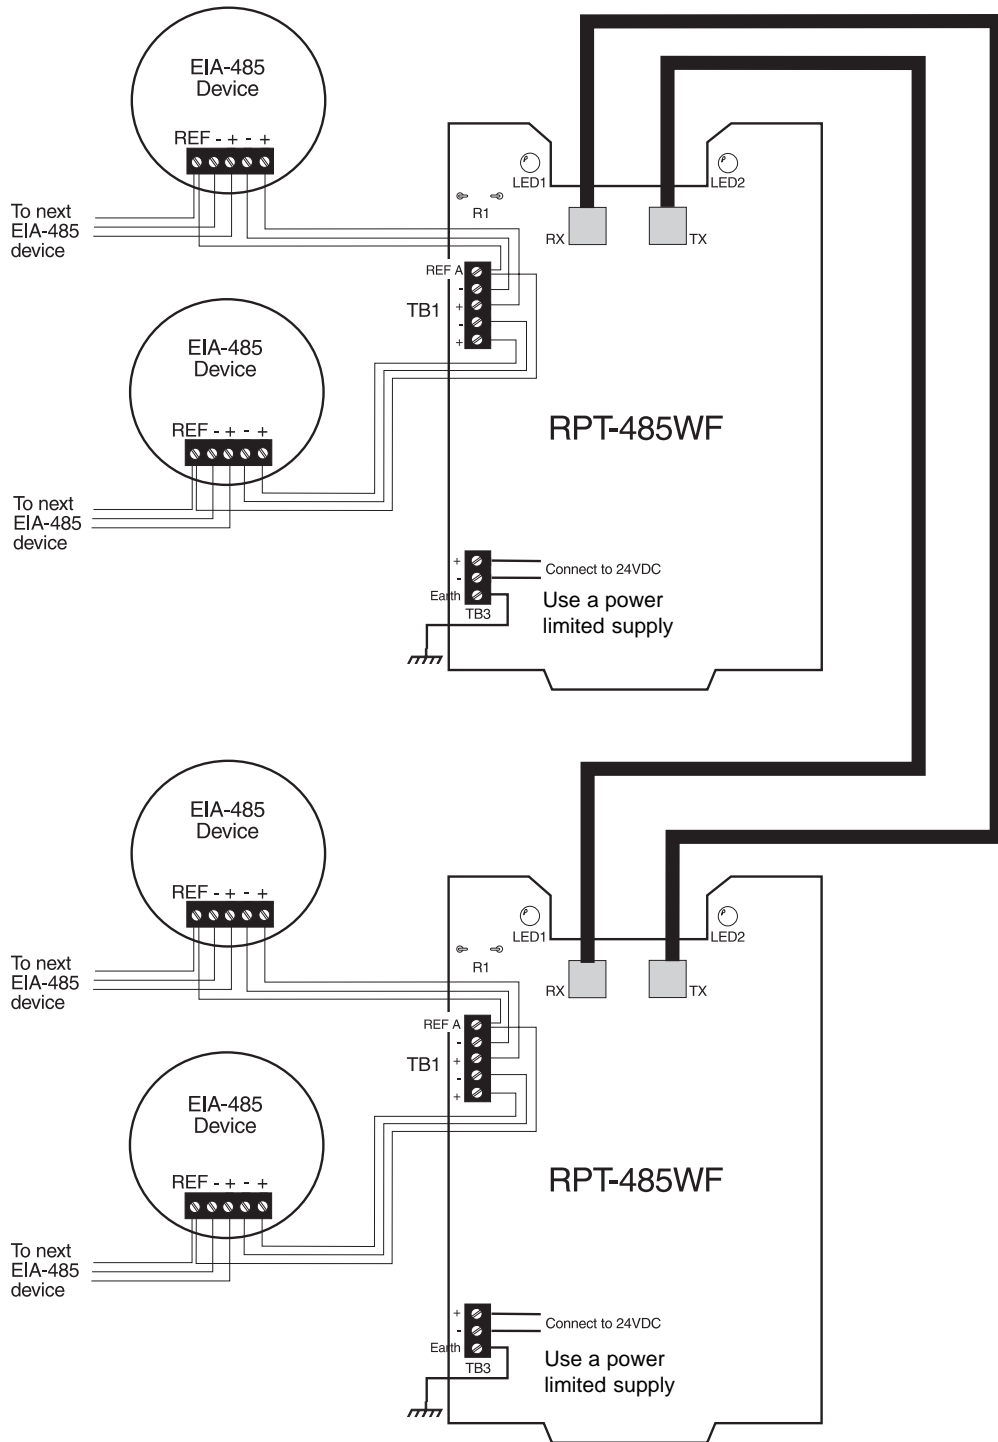 EIA-485
Device
REF - + - +
To next
EIA-485
device
LED1
LED2
R1
RX
TX
REF A
-
+
-
+
TB1
EIA-485
Device
REF - + - +
To next
EIA-485
device
RPT-485WF
+
-
Earth
TB3
Connect to 24VDC
Use a power
limited supply
EIA-485
Device
REF - + - +
To next
EIA-485
device
LED1
LED2
R1
RX
TX
REF A
-
+
-
+
TB1
EIA-485
Device
REF - + - +
To next
EIA-485
device
RPT-485WF
+
-
Earth
TB3
Connect to 24VDC
Use a power
limited supply